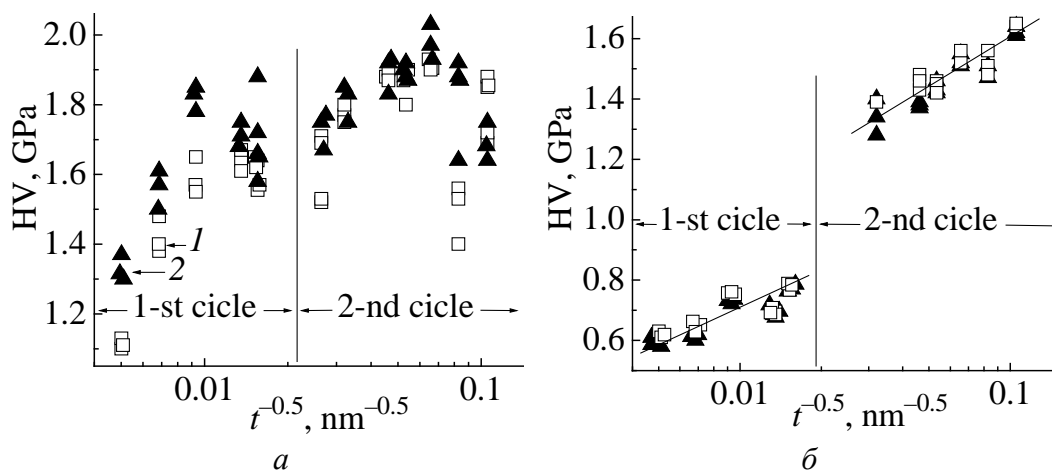 HV, GPa
2.0
1.8
1.6
1.4
1.2
1
2
1-st cicle
2-nd cicle
0.01
0.1
t^–0.5, nm^–0.5
а
HV, GPa
1.6
1.4
1.2
1.0
0.8
0.6
1-st cicle
2-nd cicle
0.01
0.1
t^–0.5, nm^–0.5
б